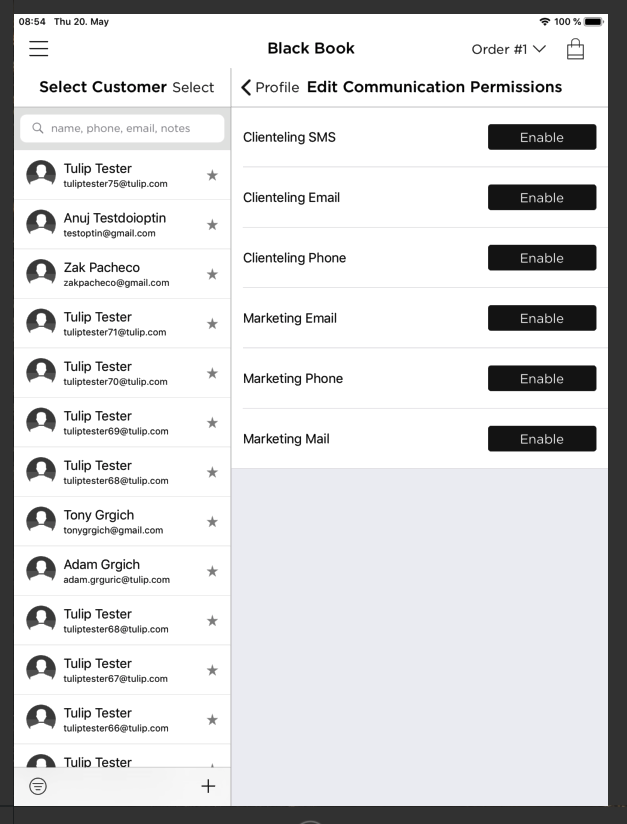 08:54 Thu 20. May
100 %
Black Book
Order #1
Select Customer Select
Profile Edit Communication Permissions
name, phone, email, notes
Tulip Tester
tuliptester75@tulip.com
Anuj Testdoioptin
testoptin@gmail.com
Zak Pacheco
zakpacheco@gmail.com
Tulip Tester
tuliptester71@tulip.com
Tulip Tester
tuliptester70@tulip.com
Tulip Tester
tuliptester69@tulip.com
Tulip Tester
tuliptester68@tulip.com
Tony Grgich
tonygrgich@gmail.com
Adam Grgich
adam.grguric@tulip.com
Tulip Tester
tuliptester68@tulip.com
Tulip Tester
tuliptester67@tulip.com
Tulip Tester
tuliptester66@tulip.com
Tulip Tester
Clienteling SMS Enable
Clienteling Email Enable
Clienteling Phone Enable
Marketing Email Enable
Marketing Phone Enable
Marketing Mail Enable